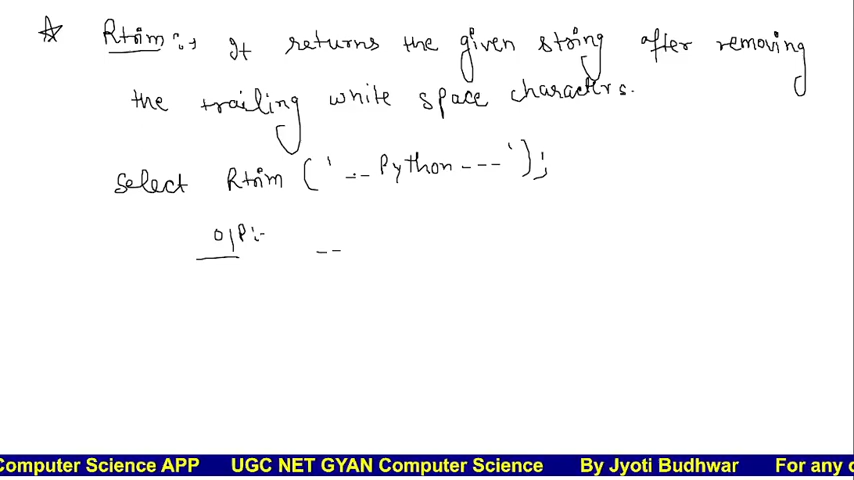 ☆ Rtrim :→ It returns the given string after removing
the trailing white space characters.
Select Rtrim (' -- Python --- ');
O/P :- --
Computer Science APP UGC NET GYAN Computer Science By Jyoti Budhwar For any